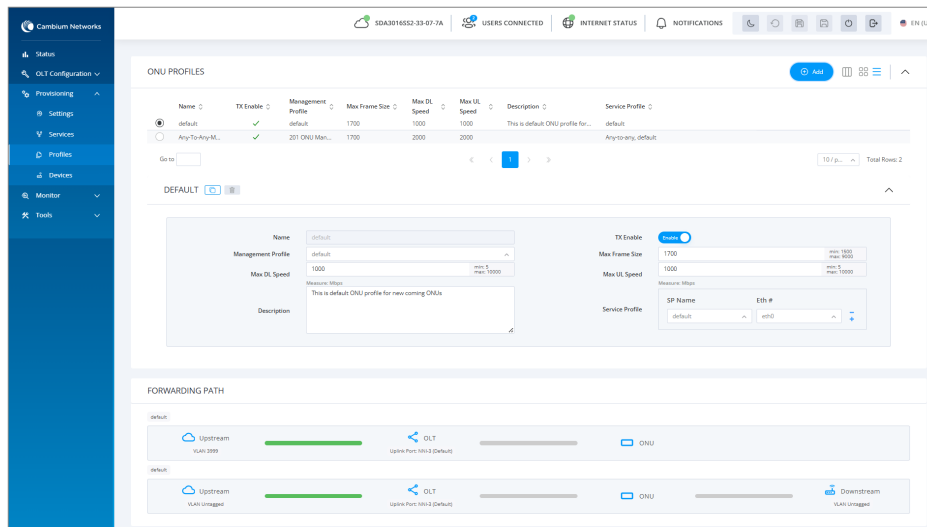 Cambium Networks
SDA3016SS2-33-07-7A
USERS CONNECTED
INTERNET STATUS
NOTIFICATIONS
EN (U
Status
OLT Configuration
Provisioning
Settings
Services
Profiles
Devices
Monitor
Tools
ONU PROFILES
Add
Name TX Enable Management Profile Max Frame Size Max DL Speed Max UL Speed Description Service Profile
default default 1700 1000 1000 This is default ONU profile for... default
Any-To-Any-M... 201 ONU Man... 1700 2000 2000 Any-to-any, default
Go to
1
10 / p...
Total Rows: 2
DEFAULT
Name default
TX Enable Enable
Management Profile default
Max Frame Size 1700 min: 1500 max: 9000
Max DL Speed 1000 min: 5 max: 10000
Measure: Mbps
Max UL Speed 1000 min: 5 max: 10000
Measure: Mbps
Description This is default ONU profile for new coming ONUs
Service Profile
SP Name Eth #
default eth0
FORWARDING PATH
default
Upstream OLT ONU
VLAN 3999 Uplink Port: NNI-3 (Default)
default
Upstream OLT ONU Downstream
VLAN Untagged Uplink Port: NNI-3 (Default) VLAN Untagged